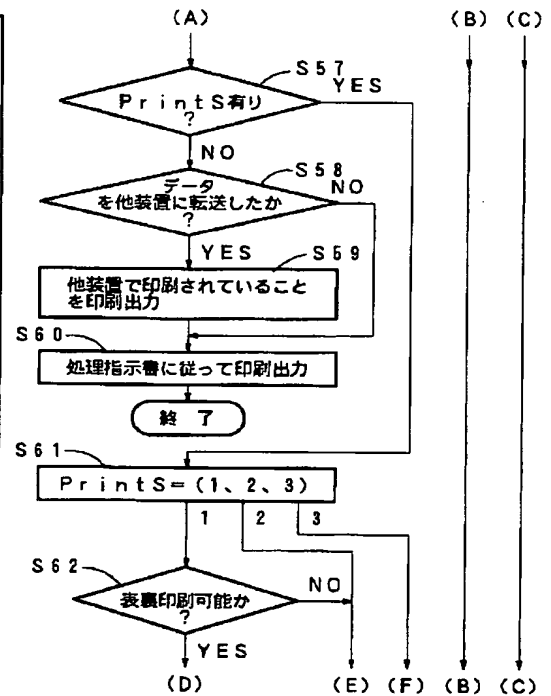 (A)
(B) (C)
S57
PrintS有り
?
YES
NO
S58
データ
を他装置に転送したか
?
NO
YES
S59
他装置で印刷されていること
を印刷出力
S60
処理指示書に従って印刷出力
終 了
S61
PrintS=(1、2、3)
1 2 3
S62
表裏印刷可能か
?
NO
YES
(D) (E) (F) (B) (C)